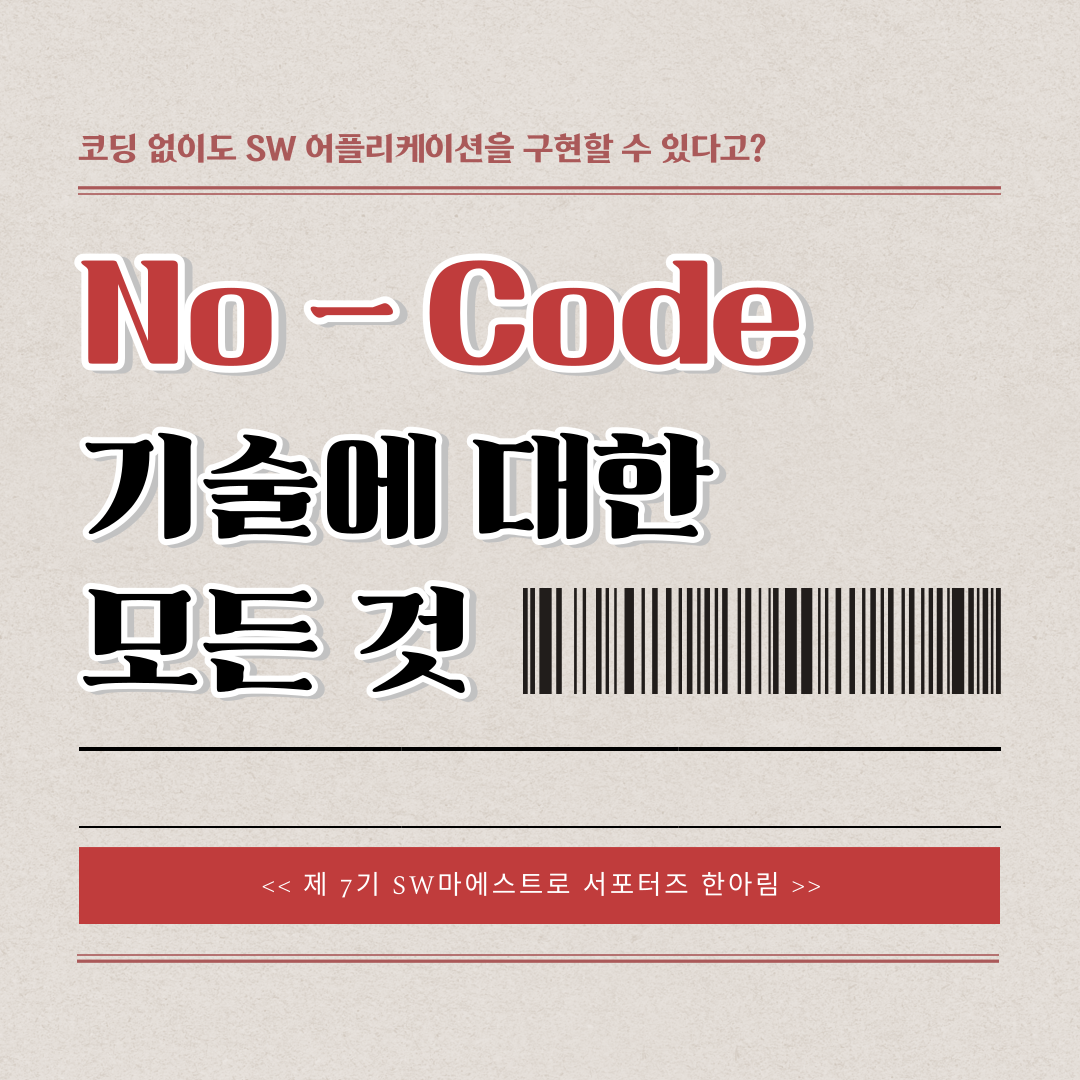 코딩 없이도 SW 어플리케이션을 구현할 수 있다고?
No - Code
기술에 대한
모든 것
<< 제 7기 SW마에스트로 서포터즈 한아림 >>